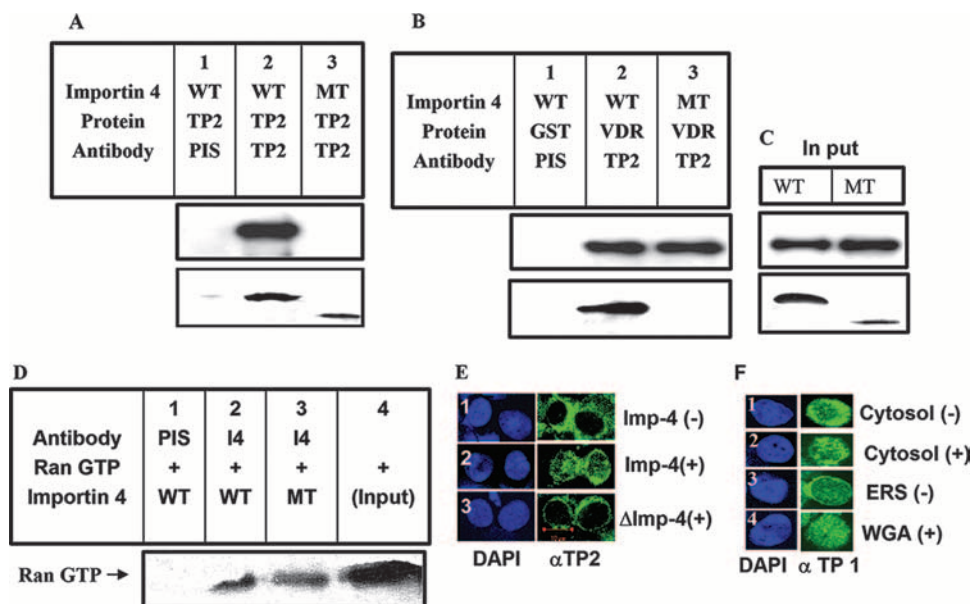 A
1 2 3
Importin 4 WT WT MT
Protein TP2 TP2 TP2
Antibody PIS TP2 TP2
B
1 2 3
Importin 4 WT WT MT
Protein GST VDR VDR
Antibody PIS TP2 TP2
C
In put
WT MT
D
1 2 3 4
Antibody PIS I4 I4
Ran GTP + + + +
Importin 4 WT WT MT (Input)
Ran GTP →
E
1 Imp-4 (-)
2 Imp-4(+)
3 ΔImp-4(+)
DAPI αTP2
F
1 Cytosol (-)
2 Cytosol (+)
3 ERS (-)
4 WGA (+)
DAPI α TP 1